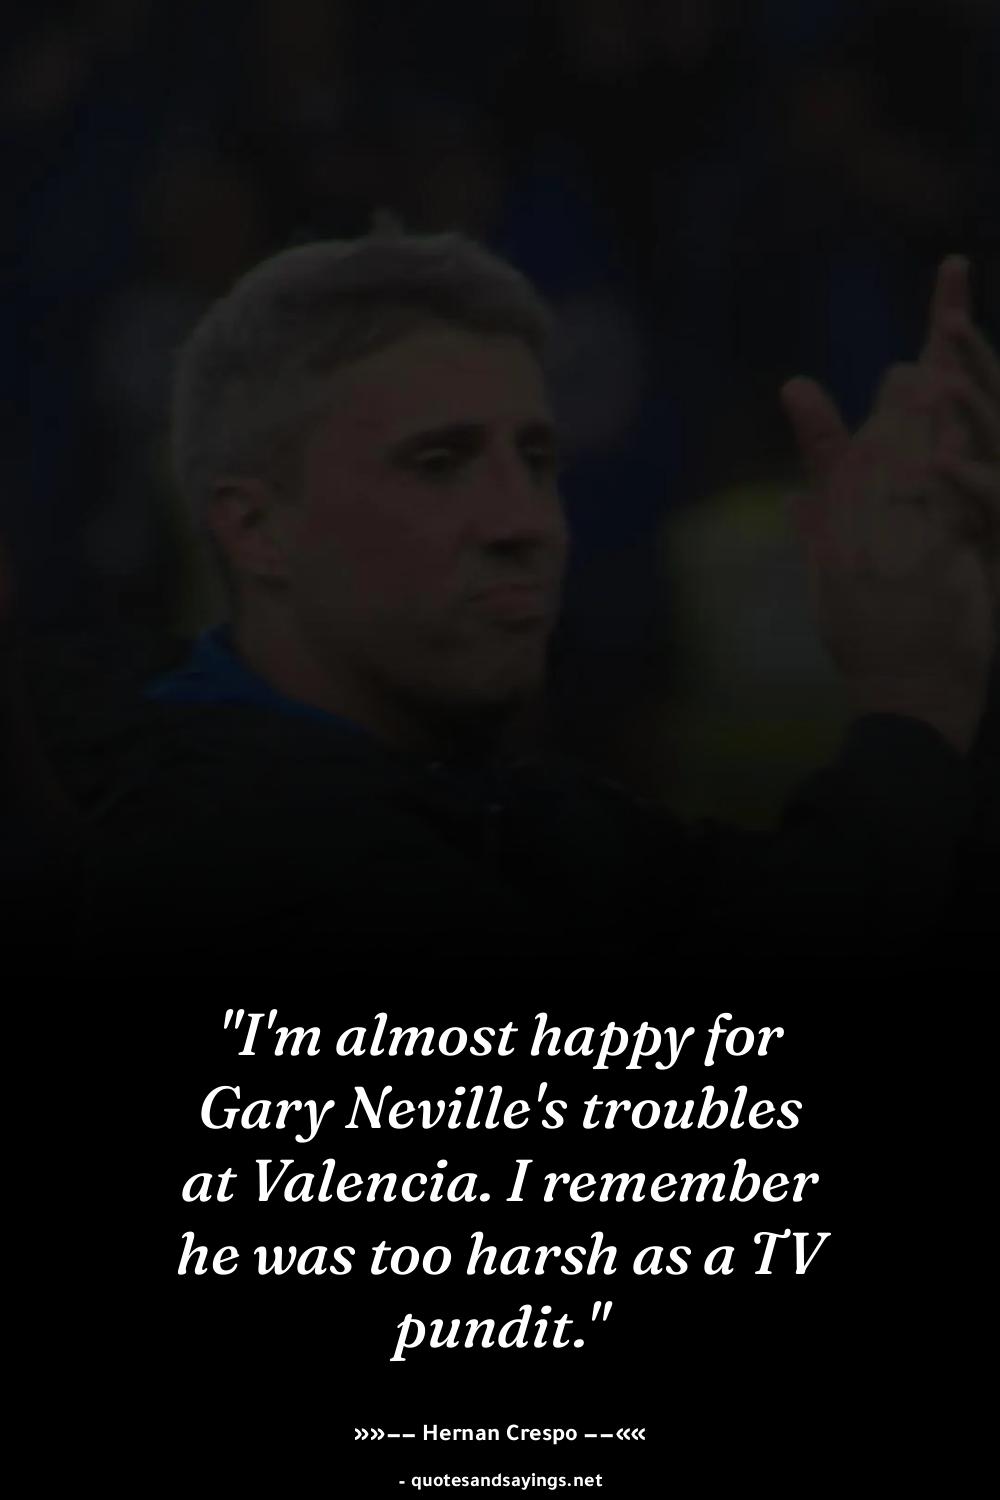 "I'm almost happy for
Gary Neville's troubles
at Valencia. I remember
he was too harsh as a TV
pundit."
»»−− Hernan Crespo −−««
- quotesandsayings.net